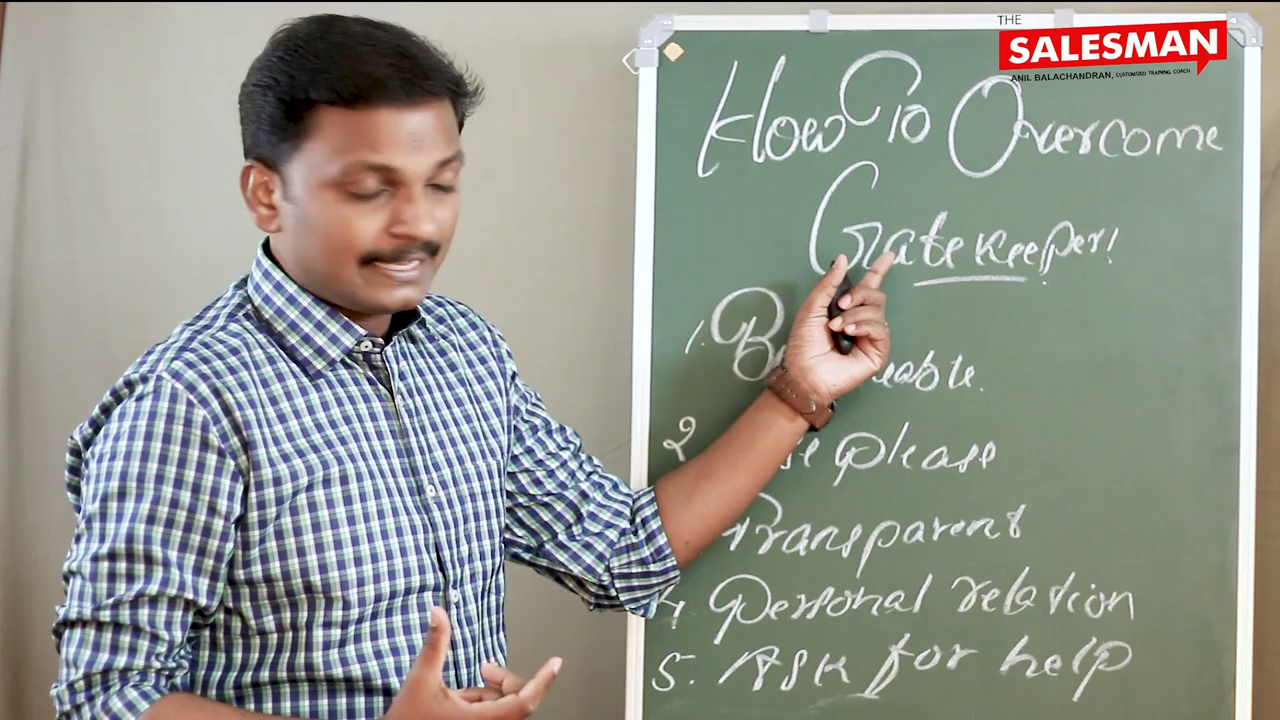 THE
SALESMAN
ANIL BALACHANDRAN, CUSTOMIZED TRAINING COACH
How To Overcome
Gatekeeper!
1. Be
2 please
Transparent
4. Personal relation
5. Ask for help